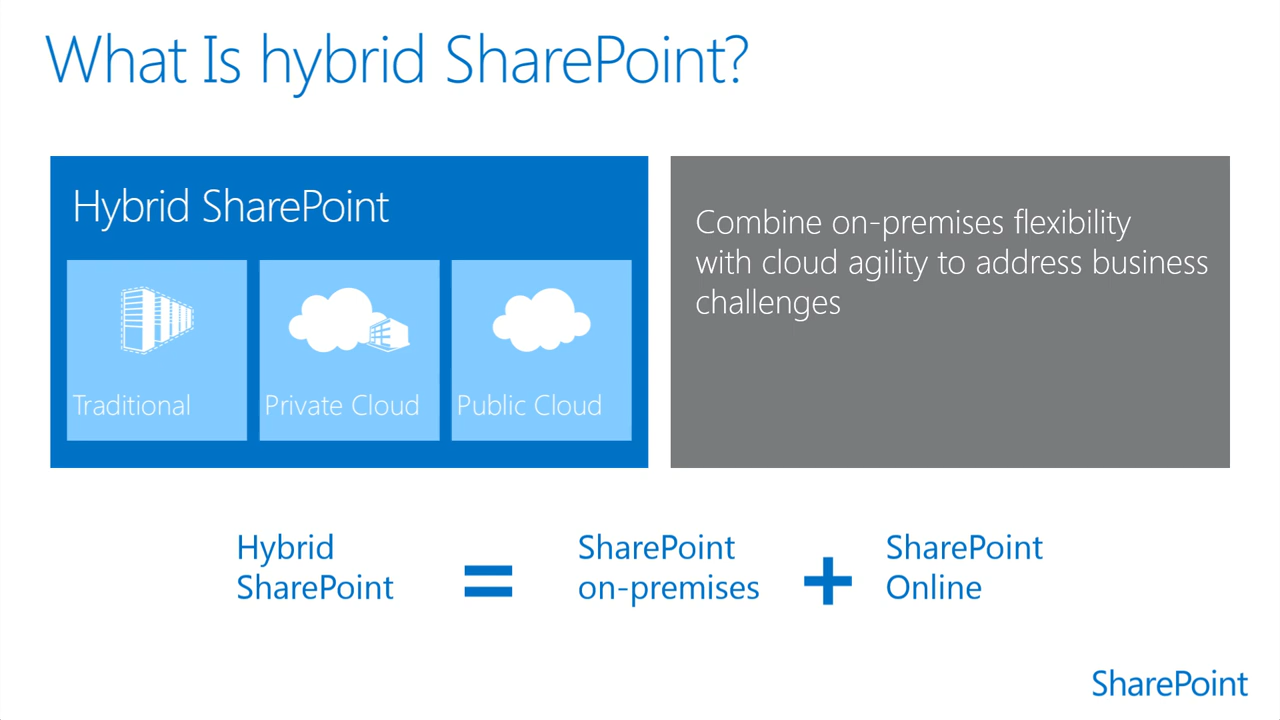 What Is hybrid SharePoint?
Hybrid SharePoint
Traditional
Private Cloud
Public Cloud
Combine on-premises flexibility
with cloud agility to address business
challenges
Hybrid
SharePoint
=
SharePoint
on-premises
+
SharePoint
Online
SharePoint